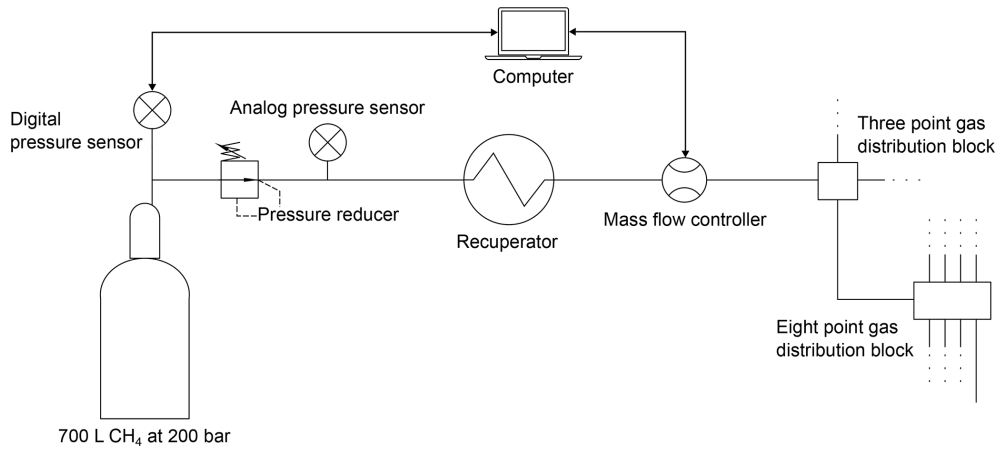 Computer
Digital
pressure sensor
Analog pressure sensor
Three point gas
distribution block
Pressure reducer
Recuperator
Mass flow controller
Eight point gas
distribution block
700 L CH₄ at 200 bar